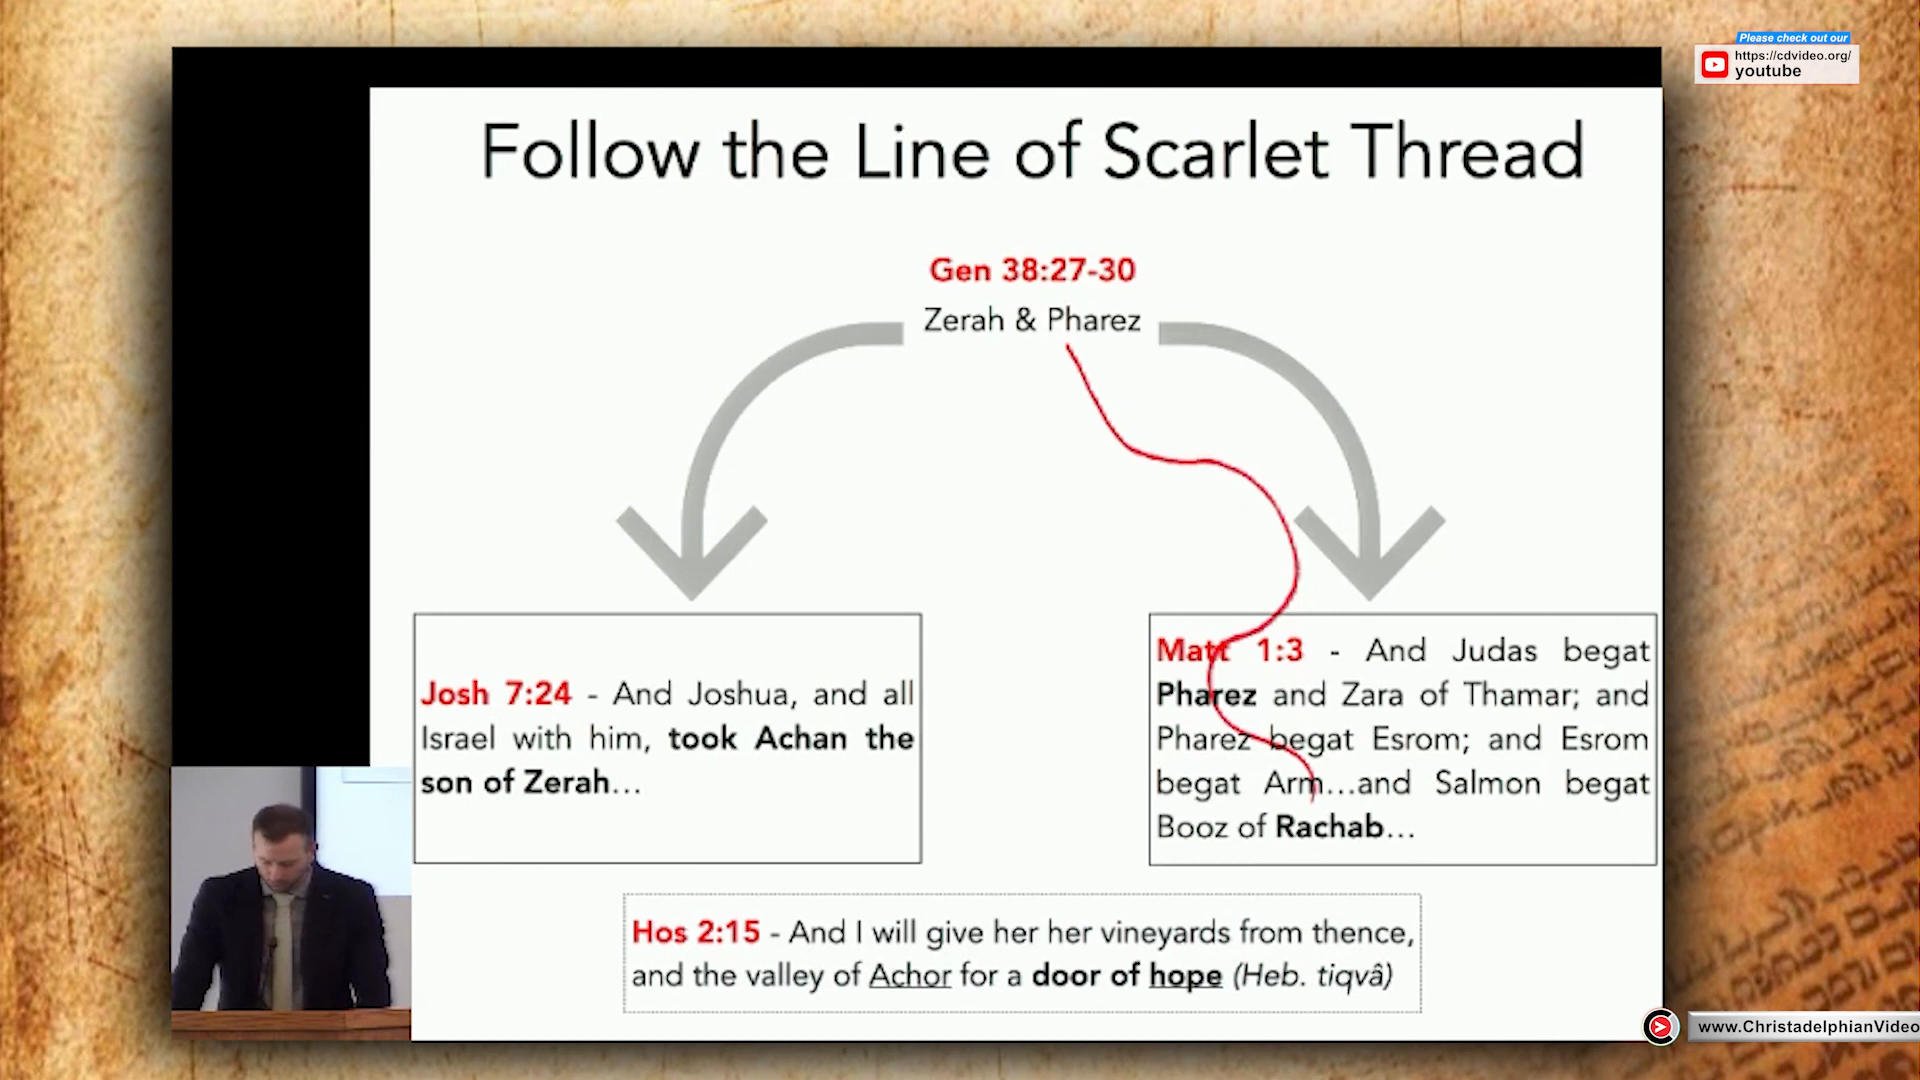 Please check out our
https://cdvideo.org/
youtube
Follow the Line of Scarlet Thread
Gen 38:27-30
Zerah & Pharez
Josh 7:24 - And Joshua, and all
Israel with him, took Achan the
son of Zerah...
Matt 1:3 - And Judas begat
Pharez and Zara of Thamar; and
Pharez begat Esrom; and Esrom
begat Arm...and Salmon begat
Booz of Rachab...
Hos 2:15 - And I will give her her vineyards from thence,
and the valley of Achor for a door of hope (Heb. tiqvâ)
www.ChristadelphianVideo